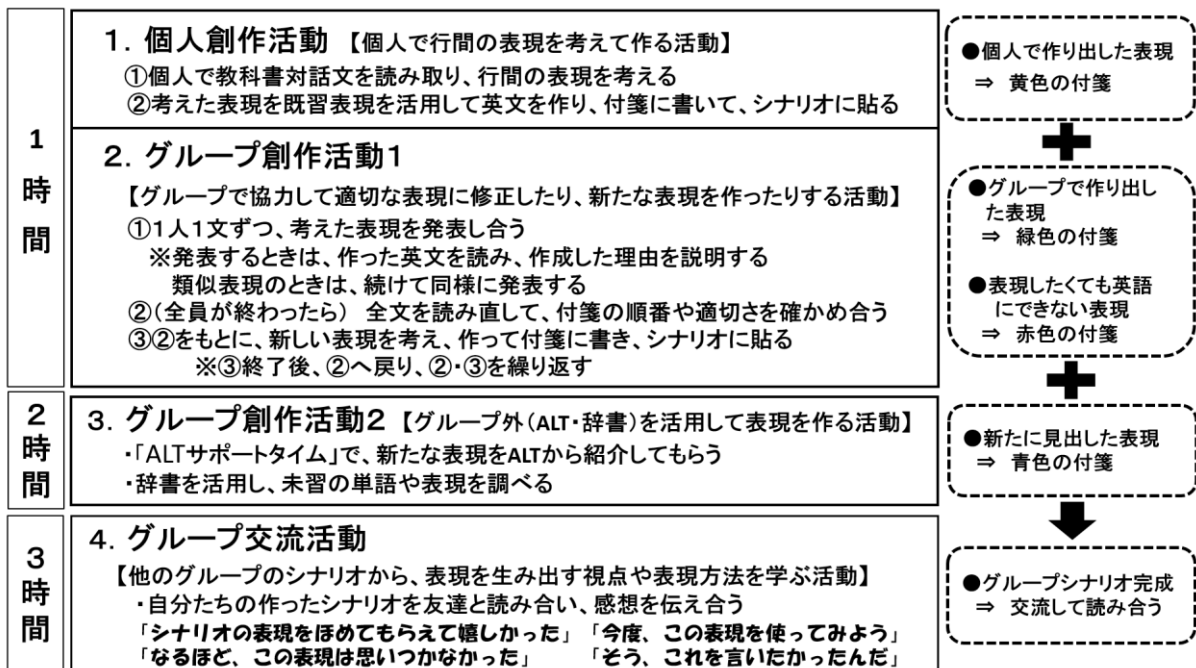 1時間
1．個人創作活動 【個人で行間の表現を考えて作る活動】
①個人で教科書対話文を読み取り、行間の表現を考える
②考えた表現を既習表現を活用して英文を作り、付箋に書いて、シナリオに貼る
2．グループ創作活動1
【グループで協力して適切な表現に修正したり、新たな表現を作ったりする活動】
①1人1文ずつ、考えた表現を発表し合う
※発表するときは、作った英文を読み、作成した理由を説明する
類似表現のときは、続けて同様に発表する
②（全員が終わったら） 全文を読み直して、付箋の順番や適切さを確かめ合う
③②をもとに、新しい表現を考え、作って付箋に書き、シナリオに貼る
※③終了後、②へ戻り、②・③を繰り返す
●個人で作り出した表現
⇒ 黄色の付箋
●グループで作り出し
た表現
⇒ 緑色の付箋
●表現したくても英語
にできない表現
⇒ 赤色の付箋
2時間
3．グループ創作活動2 【グループ外（ALT・辞書）を活用して表現を作る活動】
・「ALTサポートタイム」で、新たな表現をALTから紹介してもらう
・辞書を活用し、未習の単語や表現を調べる
●新たに見出した表現
⇒ 青色の付箋
3時間
4．グループ交流活動
【他のグループのシナリオから、表現を生み出す視点や表現方法を学ぶ活動】
・自分たちの作ったシナリオを友達と読み合い、感想を伝え合う
「シナリオの表現をほめてもらえて嬉しかった」 「今度、この表現を使ってみよう」
「なるほど、この表現は思いつかなかった」 「そう、これを言いたかったんだ」
●グループシナリオ完成
⇒ 交流して読み合う